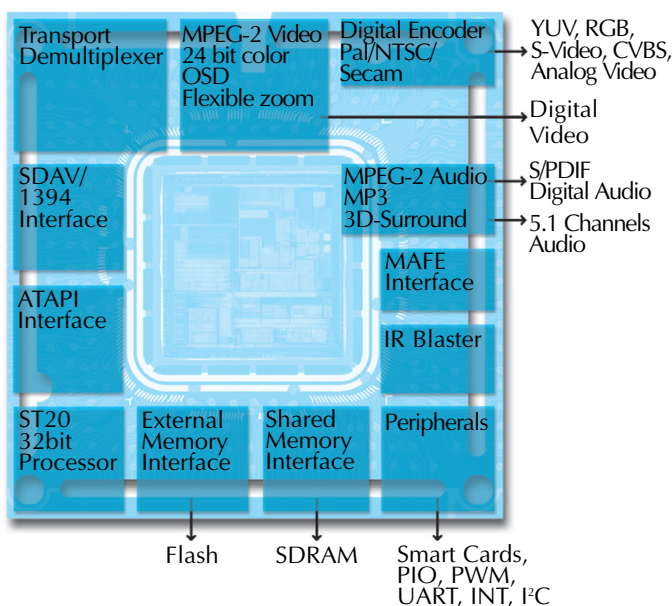 Transport
Demultiplexer
MPEG-2 Video
24 bit color
OSD
Flexible zoom
Digital Encoder
Pal/NTSC/
Secam
YUV, RGB,
S-Video, CVBS,
Analog Video
Digital
Video
SDAV/
1394
Interface
MPEG-2 Audio
MP3
3D-Surround
S/PDIF
Digital Audio
5.1 Channels
Audio
MAFE
Interface
ATAPI
Interface
IR Blaster
ST20
32bit
Processor
External
Memory
Interface
Shared
Memory
Interface
Peripherals
Flash
SDRAM
Smart Cards,
PIO, PWM,
UART, INT, I²C